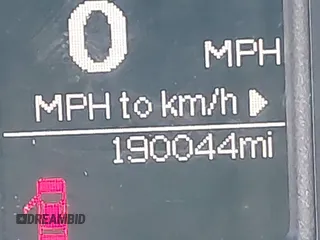 0 MPH
MPH to km/h ▶
190044mi
DREAMBID